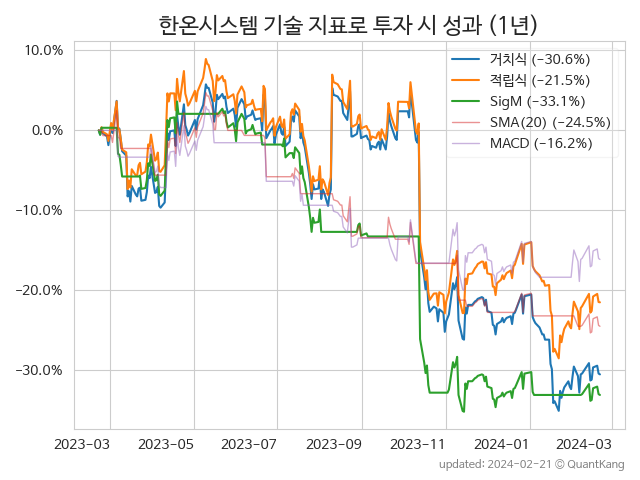 한온시스템 기술 지표로 투자 시 성과 (1년)
10.0%
0.0%
−10.0%
−20.0%
−30.0%
거치식 (−30.6%)
적립식 (−21.5%)
SigM (−33.1%)
SMA(20) (−24.5%)
MACD (−16.2%)
2023-03 2023-05 2023-07 2023-09 2023-11 2024-01 2024-03
updated: 2024-02-21 © QuantKang